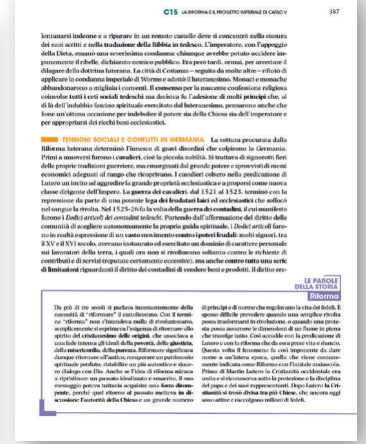 C15 LA RIFORMA E IL PROGETTO IMPERIALE DI CARLO V 387
lontanarsi indenne e a riparare in un remoto castello dove si concentrò nella stesura
dei suoi scritti e nella traduzione della Bibbia in tedesco. L'imperatore, con l'appoggio
della Dieta, emanò una severissima condanna: chiunque avrebbe potuto uccidere im-
punemente il ribelle, dichiarato nemico pubblico. Era però tardi, ormai, per arrestare il
dilagare della dottrina luterana. La città di Costanza – seguita da molte altre – rifiutò di
applicare la condanna imperiale di Worms e adottò il luteranesimo. Monaci e monache
abbandonarono a migliaia i conventi. Il consenso per la nascente confessione religiosa
coinvolse tutti i ceti sociali tedeschi ma decisiva fu l'adesione di molti prìncipi che, al
di là dell'indubbio fascino spirituale esercitato dal luteranesimo, pensarono anche che
fosse un'ottima occasione per indebolire il potere sia della Chiesa sia dell'imperatore e
per appropriarsi dei ricchi beni ecclesiastici.
TENSIONI SOCIALI E CONFLITTI IN GERMANIA La rottura procurata dalla
Riforma luterana determinò l'innesco di gravi disordini che colpirono la Germania.
Primi a muoversi furono i cavalieri, cioè la piccola nobiltà. Si trattava di signorotti fieri
delle proprie tradizioni guerriere, ma emarginati dal grande potere e sprovvisti di mezzi
economici adeguati al rango che ricoprivano. I cavalieri colsero nella predicazione di
Lutero un invito ad aggredire la grande proprietà ecclesiastica e a proporsi come nuova
classe dirigente dell'Impero. La guerra dei cavalieri, dal 1521 al 1523, terminò con la
repressione da parte di una potente lega dei feudatari laici ed ecclesiastici che soffocò
nel sangue la rivolta. Nel 1525-26 fu la volta della guerra dei contadini, il cui manifesto
furono i Dodici articoli dei contadini tedeschi. Partendo dall'affermazione del diritto delle
comunità di scegliere autonomamente la propria guida spirituale, i Dodici articoli furo-
no in realtà espressione di un vasto movimento contro i poteri feudali: molti signori, tra
il XV e il XVI secolo, avevano instaurato ed esercitato un dominio di carattere personale
sui lavoratori della terra, i quali ora non si rivoltavano soltanto contro le richieste di
contributi e di servizi (reputate certamente eccessive), ma anche contro tutta una serie
di limitazioni riguardanti il diritto dei contadini di vendere beni e prodotti. Il diritto ere-
LE PAROLE
DELLA STORIA
Riforma
Da più di tre secoli si parlava incessantemente della
necessità di "riformare" il cattolicesimo. Con il termi-
ne "riforma" non s'intendeva nulla di rivoluzionario,
semplicemente si esprimeva l'esigenza di ritornare allo
spirito del cristianesimo delle origini, che associava a
una fede intensa gli ideali della povertà, della giustizia,
della misericordia, della purezza. Riformare significava
dunque ritornare all'antico, recuperare un patrimonio
spirituale perduto, ristabilire un più autentico e since-
ro dialogo con Dio. Anche se l'idea di riforma mirava
a ripristinare un passato idealizzato e smarrito, il suo
messaggio poteva tuttavia acquisire una forza dirom-
pente, perché quel ritorno al passato metteva in di-
scussione l'autorità della Chiesa e un grande numero
di princìpi e di norme che regolavano la vita dei fedeli. È
spesso difficile prevedere quando una semplice rivolta
possa trasformarsi in rivoluzione, o quando una prote-
sta possa assumere le dimensioni di un fiume in piena
che travolge tutto. Così accadde con la predicazione di
Lutero e con la riforma che da essa prese vita e slancio.
Questa volta il fenomeno fu così imponente da dare
nome a un'intera epoca, quella che viene comune-
mente indicata come Riforma con l'iniziale maiuscola.
Prima di Martin Lutero la Cristianità occidentale era
unita e si riconosceva sotto la protezione e la disciplina
del papa e dei suoi rappresentanti. Dopo Lutero la Cri-
stianità si trovò divisa tra più Chiese, che ancora oggi
sono attive e raccolgono milioni di fedeli.